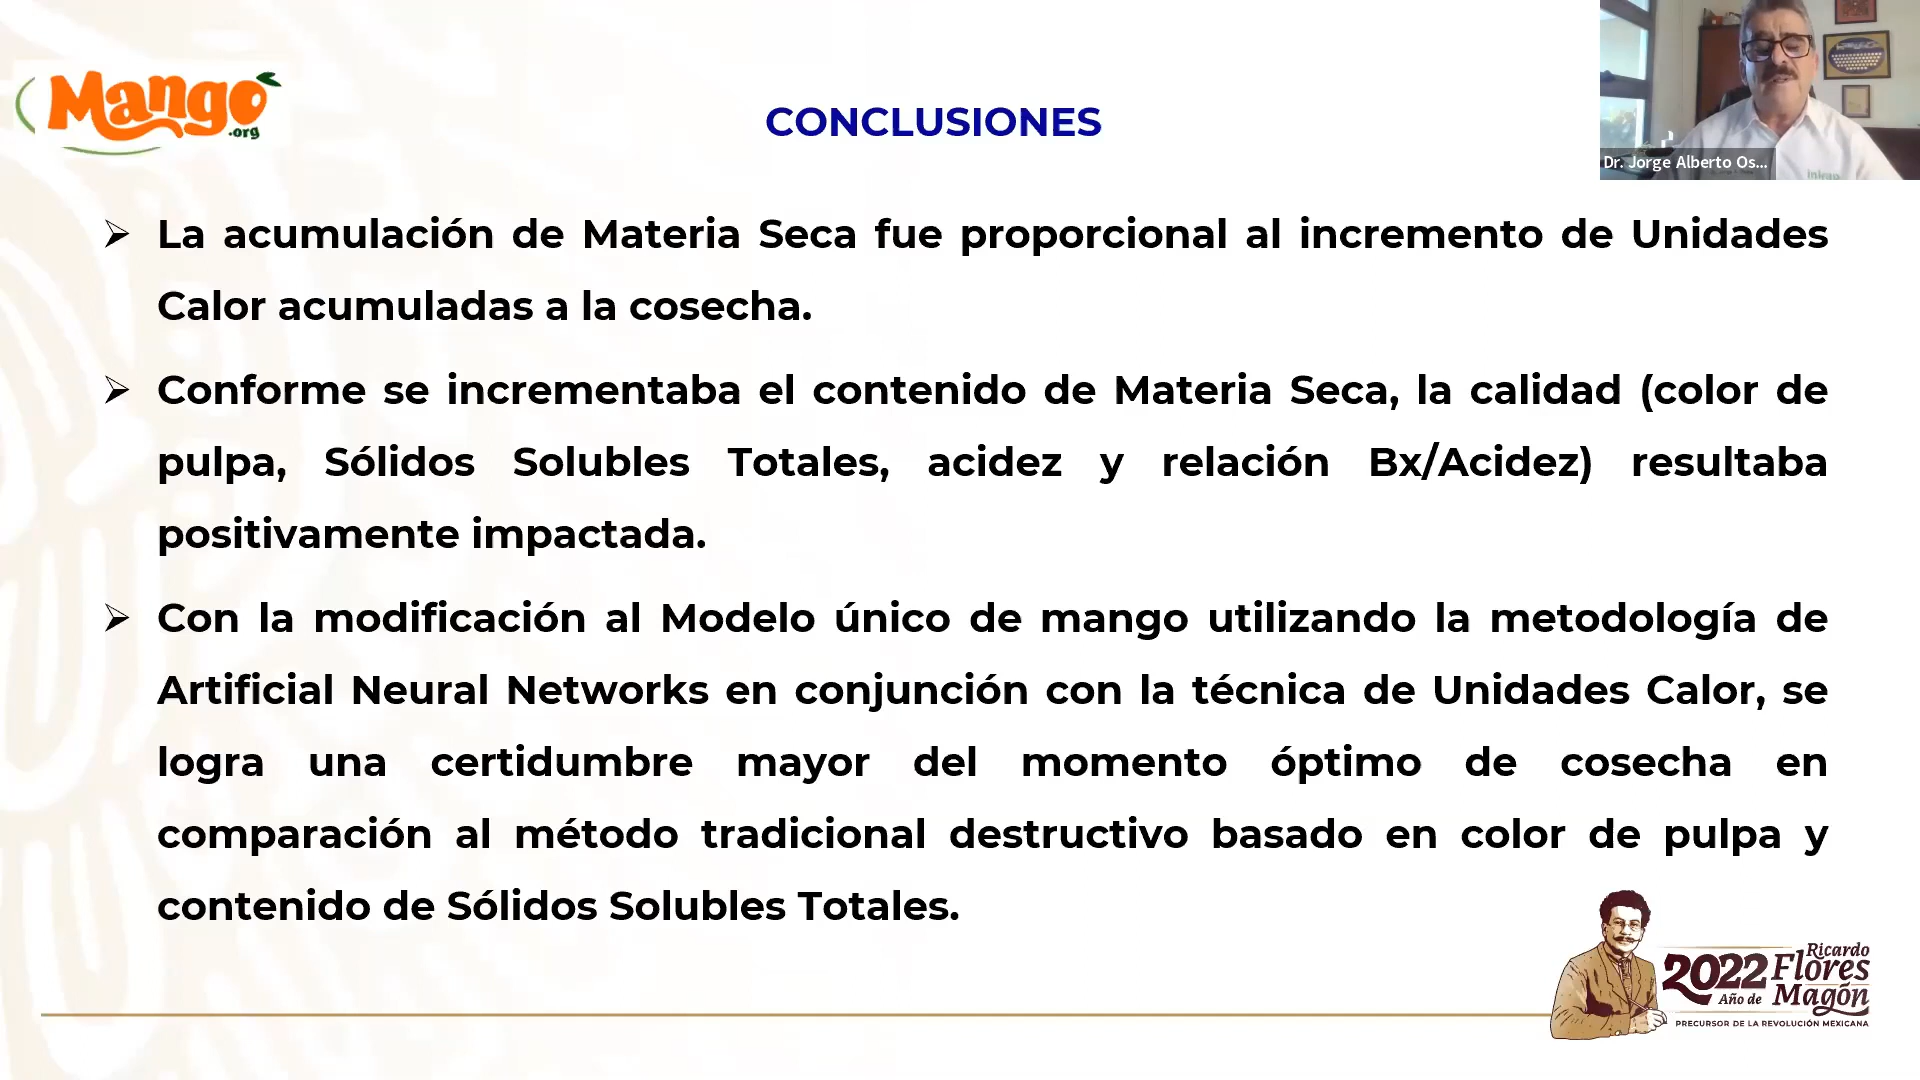 Mango
.org
CONCLUSIONES
Dr. Jorge Alberto Os...
inifap
La acumulación de Materia Seca fue proporcional al incremento de Unidades
Calor acumuladas a la cosecha.
Conforme se incrementaba el contenido de Materia Seca, la calidad (color de
pulpa, Sólidos Solubles Totales, acidez y relación Bx/Acidez) resultaba
positivamente impactada.
Con la modificación al Modelo único de mango utilizando la metodología de
Artificial Neural Networks en conjunción con la técnica de Unidades Calor, se
logra una certidumbre mayor del momento óptimo de cosecha en
comparación al método tradicional destructivo basado en color de pulpa y
contenido de Sólidos Solubles Totales.
2022
Año de
Ricardo
Flores
Magón
PRECURSOR DE LA REVOLUCIÓN MEXICANA